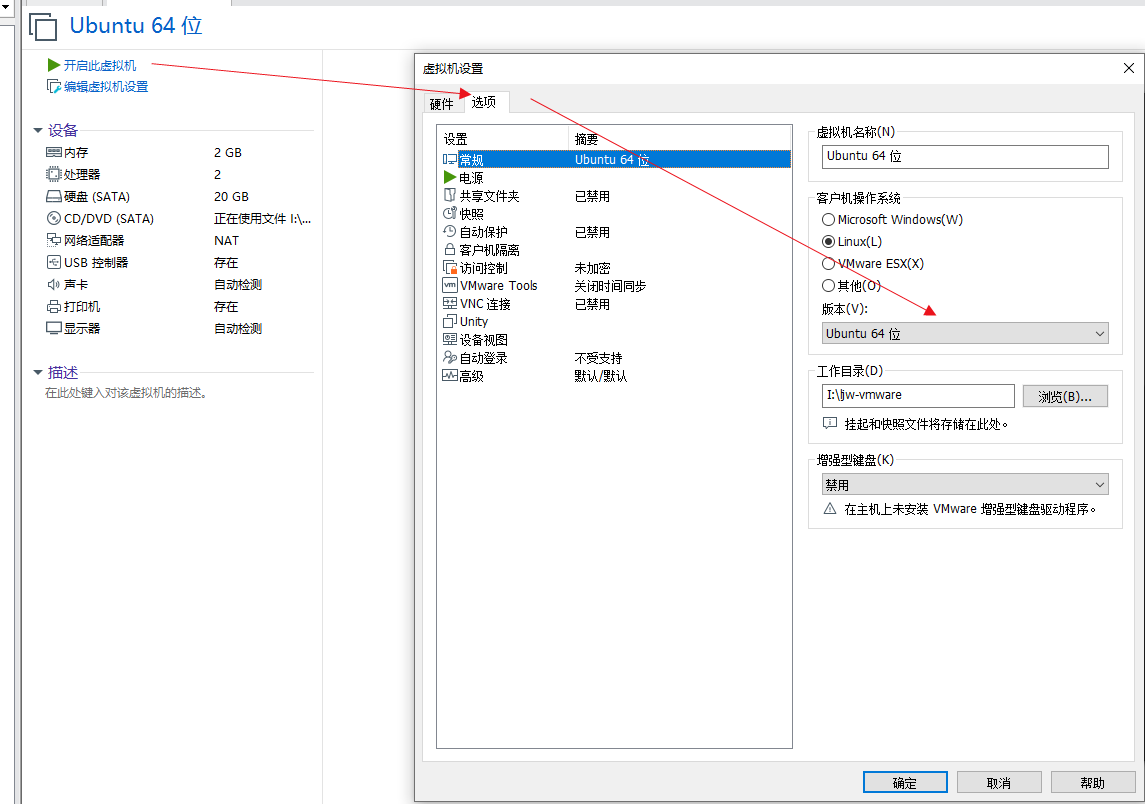 Ubuntu 64 位
开启此虚拟机
编辑虚拟机设置
设备
内存 2 GB
处理器 2
硬盘 (SATA) 20 GB
CD/DVD (SATA) 正在使用文件 I:\...
网络适配器 NAT
USB 控制器 存在
声卡 自动检测
打印机 存在
显示器 自动检测
描述
在此处键入对该虚拟机的描述。
虚拟机设置
硬件 选项
设置 摘要
常规 Ubuntu 64 位
电源
共享文件夹 已禁用
快照
自动保护 已禁用
客户机隔离
访问控制 未加密
VMware Tools 关闭时间同步
VNC 连接 已禁用
Unity
设备视图
自动登录 不受支持
高级 默认/默认
虚拟机名称(N)
Ubuntu 64 位
客户机操作系统
Microsoft Windows(W)
Linux(L)
VMware ESX(X)
其他(O)
版本(V):
Ubuntu 64 位
工作目录(D)
I:\ljw-vmware 浏览(B)...
挂起和快照文件将存储在此处。
增强型键盘(K)
禁用
在主机上未安装 VMware 增强型键盘驱动程序。
确定 取消 帮助